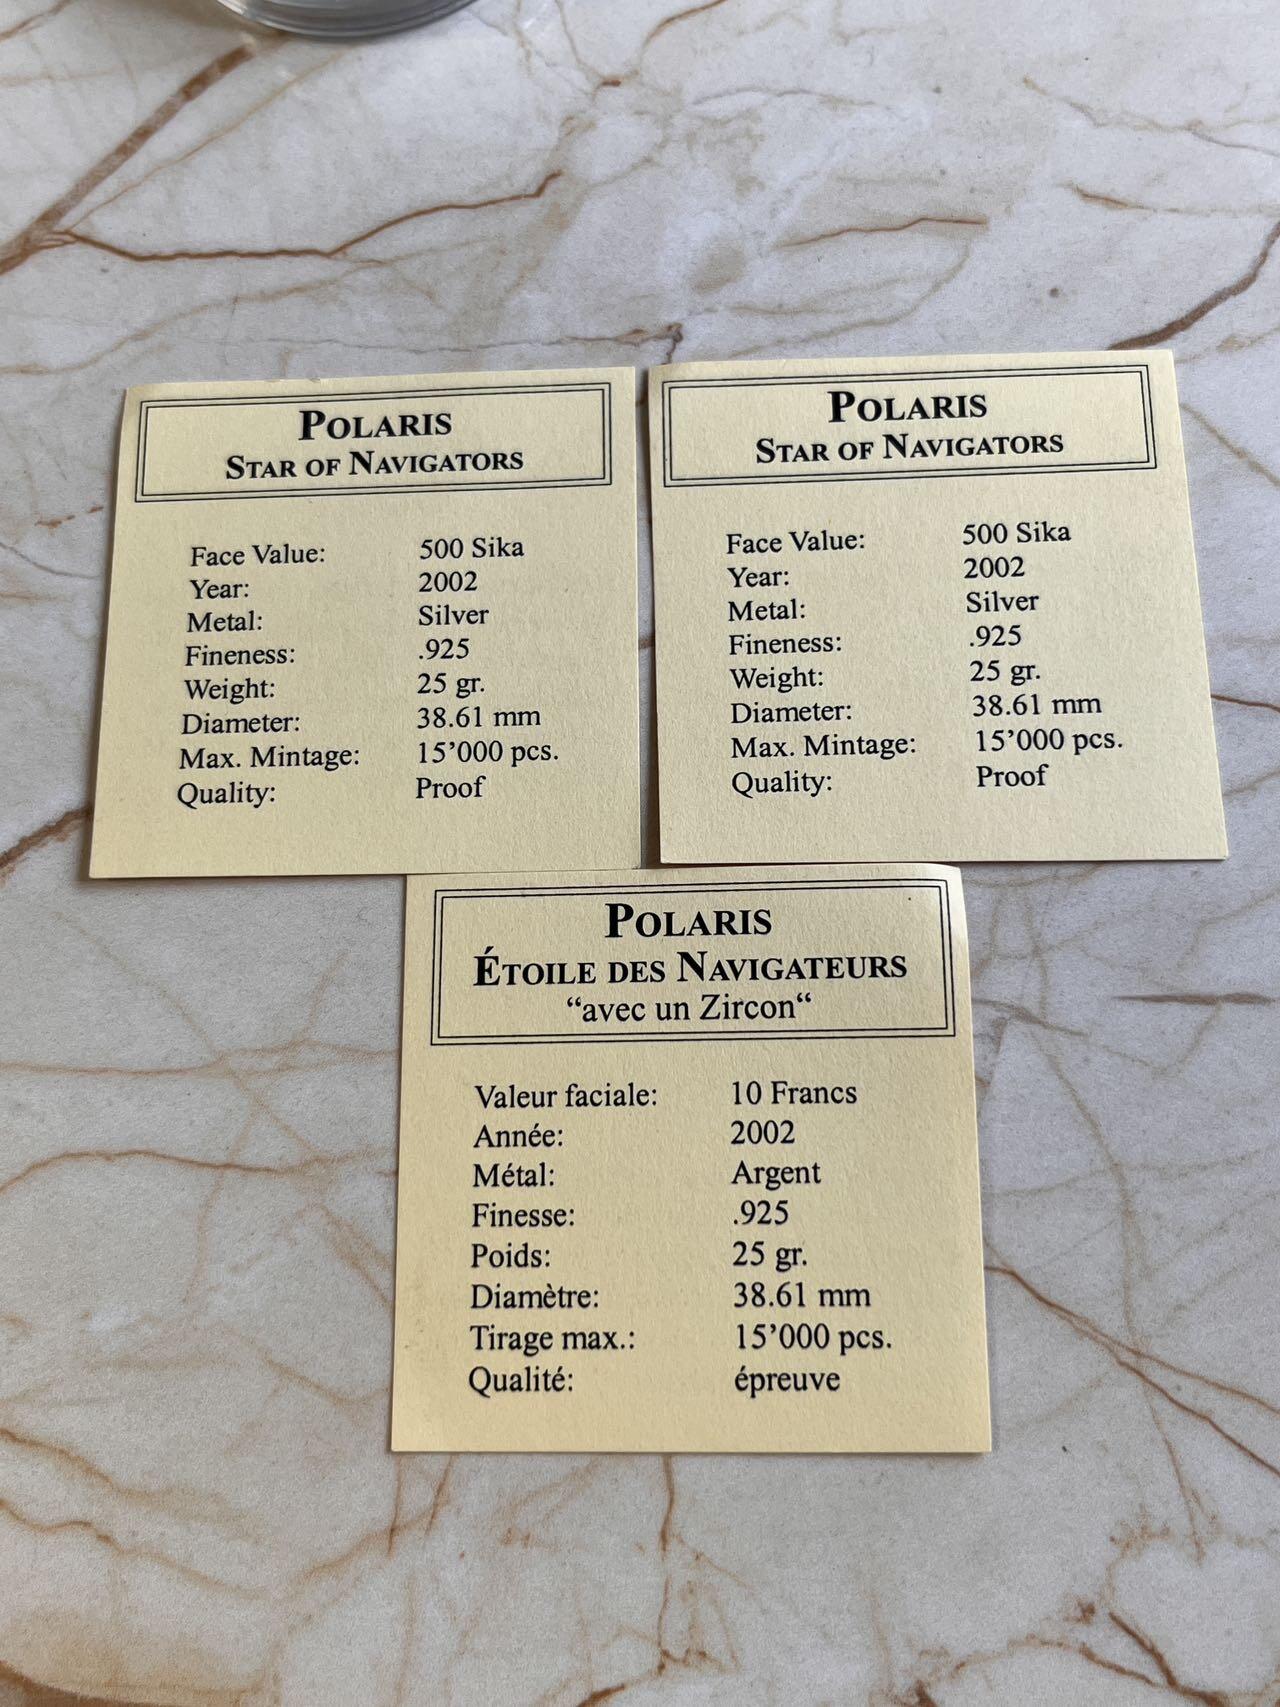 POLARIS
STAR OF NAVIGATORS
Face Value: 500 Sika
Year: 2002
Metal: Silver
Fineness: .925
Weight: 25 gr.
Diameter: 38.61 mm
Max. Mintage: 15’000 pcs.
Quality: Proof
POLARIS
STAR OF NAVIGATORS
Face Value: 500 Sika
Year: 2002
Metal: Silver
Fineness: .925
Weight: 25 gr.
Diameter: 38.61 mm
Max. Mintage: 15’000 pcs.
Quality: Proof
POLARIS
ÉTOILE DES NAVIGATEURS
“avec un Zircon“
Valeur faciale: 10 Francs
Année: 2002
Métal: Argent
Finesse: .925
Poids: 25 gr.
Diamètre: 38.61 mm
Tirage max.: 15’000 pcs.
Qualité: épreuve